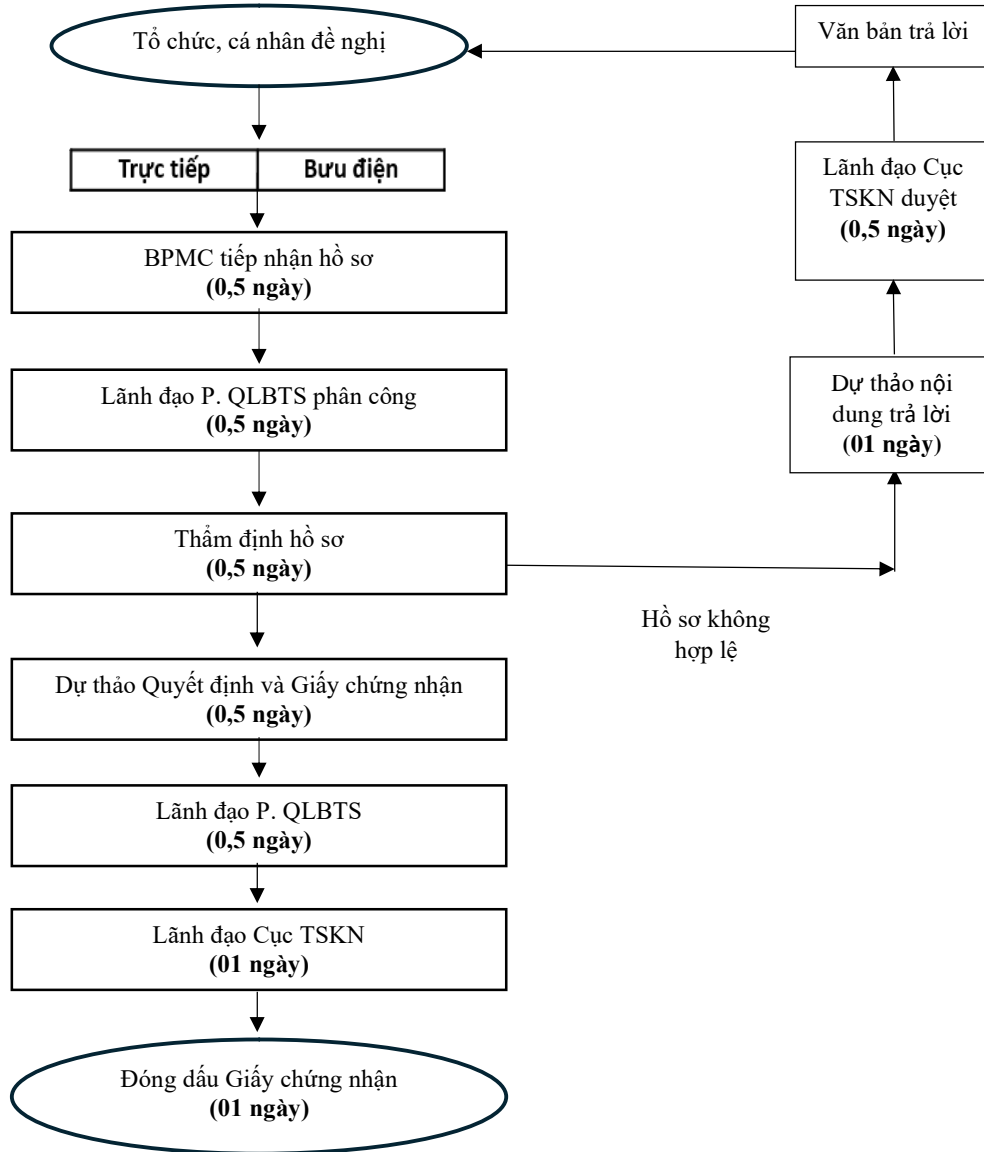 Tổ chức, cá nhân đề nghị
Trực tiếp
Bưu điện
BPMC tiếp nhận hồ sơ
(0,5 ngày)
Lãnh đạo P. QLBTS phân công
(0,5 ngày)
Thẩm định hồ sơ
(0,5 ngày)
Dự thảo Quyết định và Giấy chứng nhận
(0,5 ngày)
Lãnh đạo P. QLBTS
(0,5 ngày)
Lãnh đạo Cục TSKN
(01 ngày)
Đóng dấu Giấy chứng nhận
(01 ngày)
Hồ sơ không
hợp lệ
Dự thảo nội
dung trả lời
(01 ngày)
Lãnh đạo Cục
TSKN duyệt
(0,5 ngày)
Văn bản trả lời